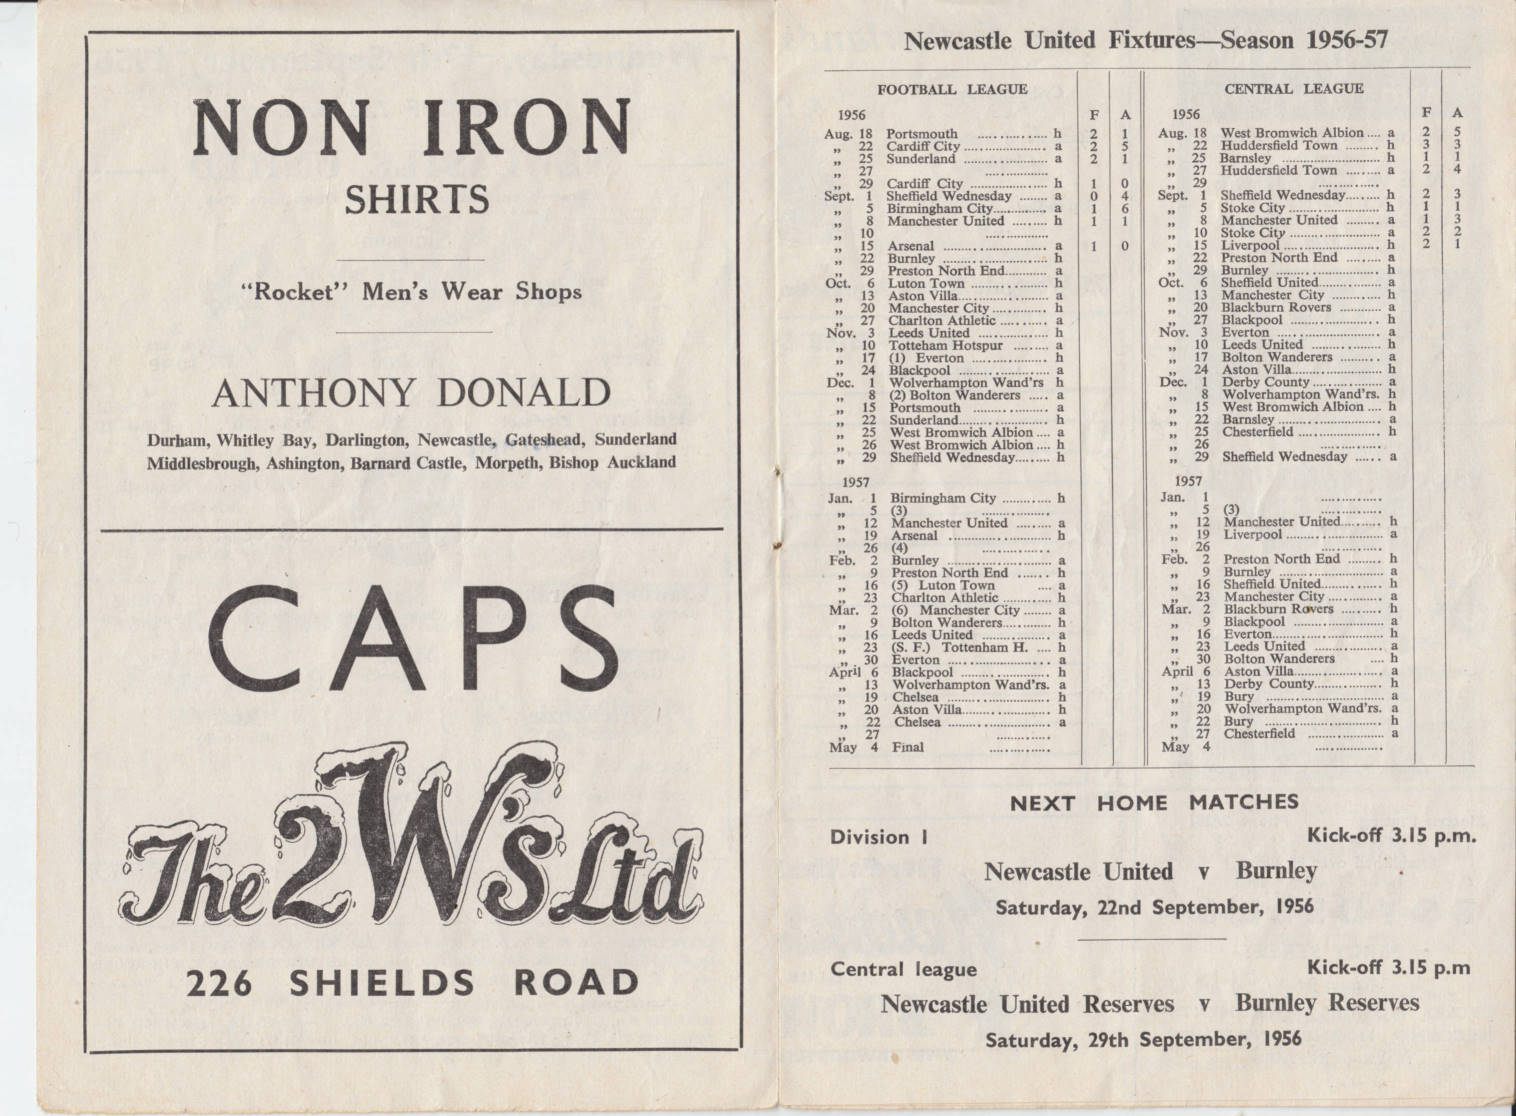 NON IRON
SHIRTS
"Rocket" Men's Wear Shops
ANTHONY DONALD
Durham, Whitley Bay, Darlington, Newcastle, Gateshead, Sunderland
Middlesbrough, Ashington, Barnard Castle, Morpeth, Bishop Auckland
CAPS
The 2W's Ltd
226 SHIELDS ROAD
Newcastle United Fixtures—Season 1956-57
FOOTBALL LEAGUE
1956 F A
Aug. 18 Portsmouth .............. h 2 1
„ 22 Cardiff City .............. a 2 5
„ 25 Sunderland .............. a 2 1
„ 27 ..............
„ 29 Cardiff City .............. h 1 0
Sept. 1 Sheffield Wednesday ........ a 0 4
„ 5 Birmingham City.............. a 1 6
„ 8 Manchester United ......... h 1 1
„ 10 ..............
„ 15 Arsenal .............. a 1 0
„ 22 Burnley .............. h
„ 29 Preston North End........... a
Oct. 6 Luton Town .............. h
„ 13 Aston Villa.............. a
„ 20 Manchester City.............. h
„ 27 Charlton Athletic ........... a
Nov. 3 Leeds United .............. h
„ 10 Totteham Hotspur ......... a
„ 17 (1) Everton .............. h
„ 24 Blackpool .............. a
Dec. 1 Wolverhampton Wand'rs h
„ 8 (2) Bolton Wanderers ..... a
„ 15 Portsmouth .............. a
„ 22 Sunderland.............. h
„ 25 West Bromwich Albion .... a
„ 26 West Bromwich Albion .... h
„ 29 Sheffield Wednesday......... h
1957
Jan. 1 Birmingham City ............ h
„ 5 (3) ..............
„ 12 Manchester United ......... a
„ 19 Arsenal .............. h
„ 26 (4) ..............
Feb. 2 Burnley .............. a
„ 9 Preston North End ....... h
„ 16 (5) Luton Town .... a
„ 23 Charlton Athletic ............ h
Mar. 2 (6) Manchester City ........ a
„ 9 Bolton Wanderers............ h
„ 16 Leeds United .............. a
„ 23 (S. F.) Tottenham H. .... h
„ 30 Everton .............. a
April 6 Blackpool .............. h
„ 13 Wolverhampton Wand'rs. a
„ 19 Chelsea .............. h
„ 20 Aston Villa.............. h
„ 22 Chelsea .............. a
„ 27 ..............
May 4 Final ..............
CENTRAL LEAGUE
1956 F A
Aug. 18 West Bromwich Albion .... a 2 5
„ 22 Huddersfield Town ........ h 3 3
„ 25 Barnsley .............. h 1 1
„ 27 Huddersfield Town ........ a 2 4
„ 29 ..............
Sept. 1 Sheffield Wednesday........ h 2 3
„ 5 Stoke City .............. h 1 1
„ 8 Manchester United ........ a 1 3
„ 10 Stoke City .............. a 2 2
„ 15 Liverpool .............. h 2 1
„ 22 Preston North End ........ a
„ 29 Burnley .............. h
Oct. 6 Sheffield United.............. a
„ 13 Manchester City ............ h
„ 20 Blackburn Rovers ........... a
„ 27 Blackpool .............. h
Nov. 3 Everton .............. a
„ 10 Leeds United .............. h
„ 17 Bolton Wanderers .......... a
„ 24 Aston Villa.............. h
Dec. 1 Derby County .............. a
„ 8 Wolverhampton Wand'rs. h
„ 15 West Bromwich Albion .... h
„ 22 Barnsley .............. a
„ 25 Chesterfield .............. h
„ 26 ..............
„ 29 Sheffield Wednesday ...... a
1957
Jan. 1 ..............
„ 5 (3) ..............
„ 12 Manchester United.......... h
„ 19 Liverpool .............. a
„ 26 ..............
Feb. 2 Preston North End ......... h
„ 9 Burnley .............. a
„ 16 Sheffield United.............. h
„ 23 Manchester City .............. a
Mar. 2 Blackburn Rovers .......... h
„ 9 Blackpool .............. a
„ 16 Everton.............. h
„ 23 Leeds United .............. a
„ 30 Bolton Wanderers .... h
April 6 Aston Villa.............. a
„ 13 Derby County.............. h
„ 19 Bury .............. a
„ 20 Wolverhampton Wand'rs. a
„ 22 Bury .............. h
„ 27 Chesterfield .............. a
May 4 ..............
NEXT HOME MATCHES
Division 1 Kick-off 3.15 p.m.
Newcastle United v Burnley
Saturday, 22nd September, 1956
Central league Kick-off 3.15 p.m
Newcastle United Reserves v Burnley Reserves
Saturday, 29th September, 1956